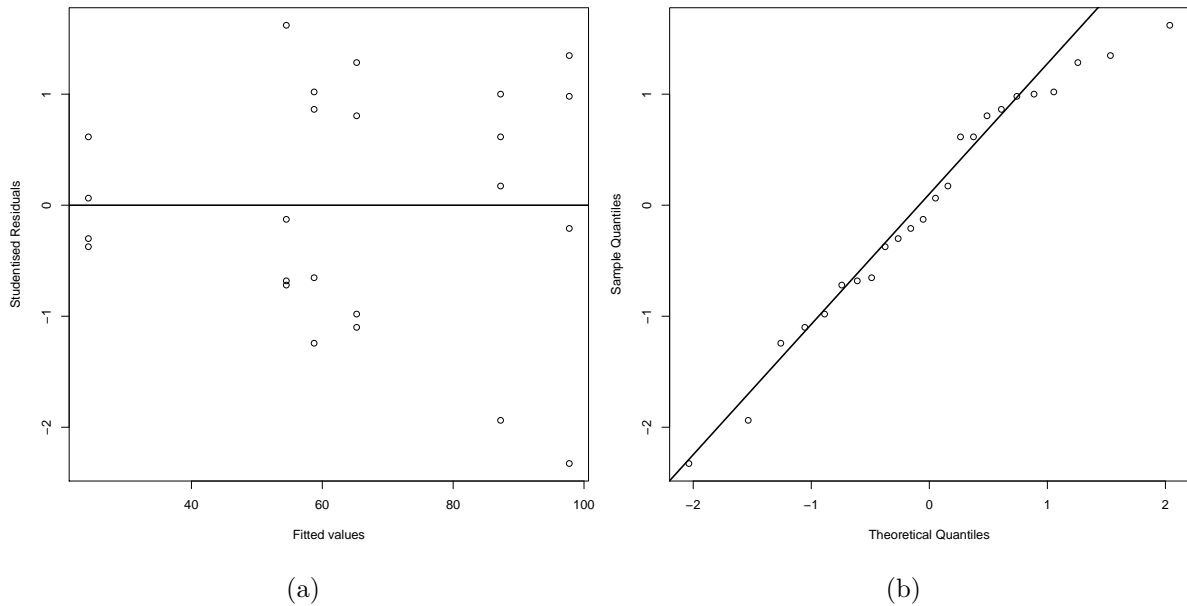 Studentised Residuals
1
0
−1
−2
40
60
80
100
Fitted values
(a)
Sample Quantiles
1
0
−1
−2
−2
−1
0
1
2
Theoretical Quantiles
(b)